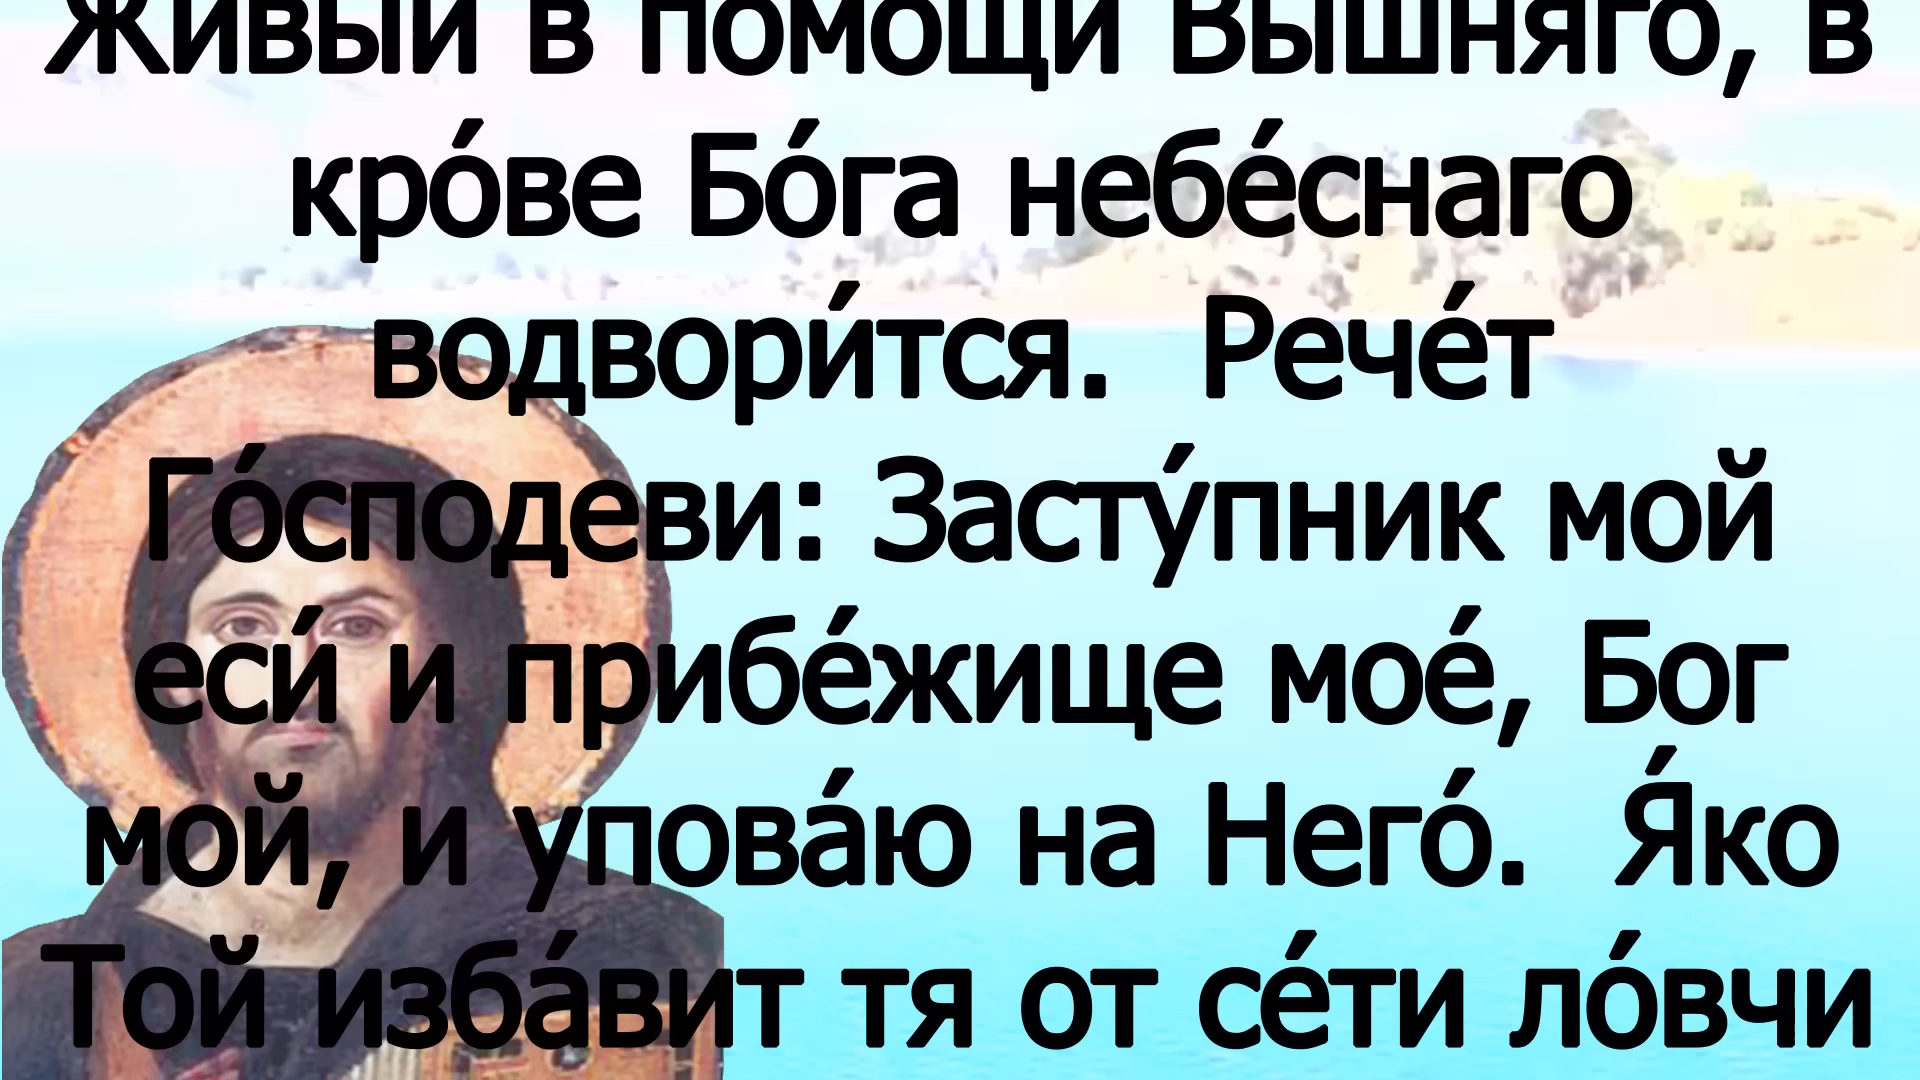 Живый в помощи Вышняго, в
кро́ве Бо́га небе́снаго
водвори́тся. Рече́т
Го́сподеви: Засту́пник мой
еси́ и прибе́жище мое́, Бог
мой, и упова́ю на Него́. Я́ко
Той изба́вит тя от се́ти ло́вчи